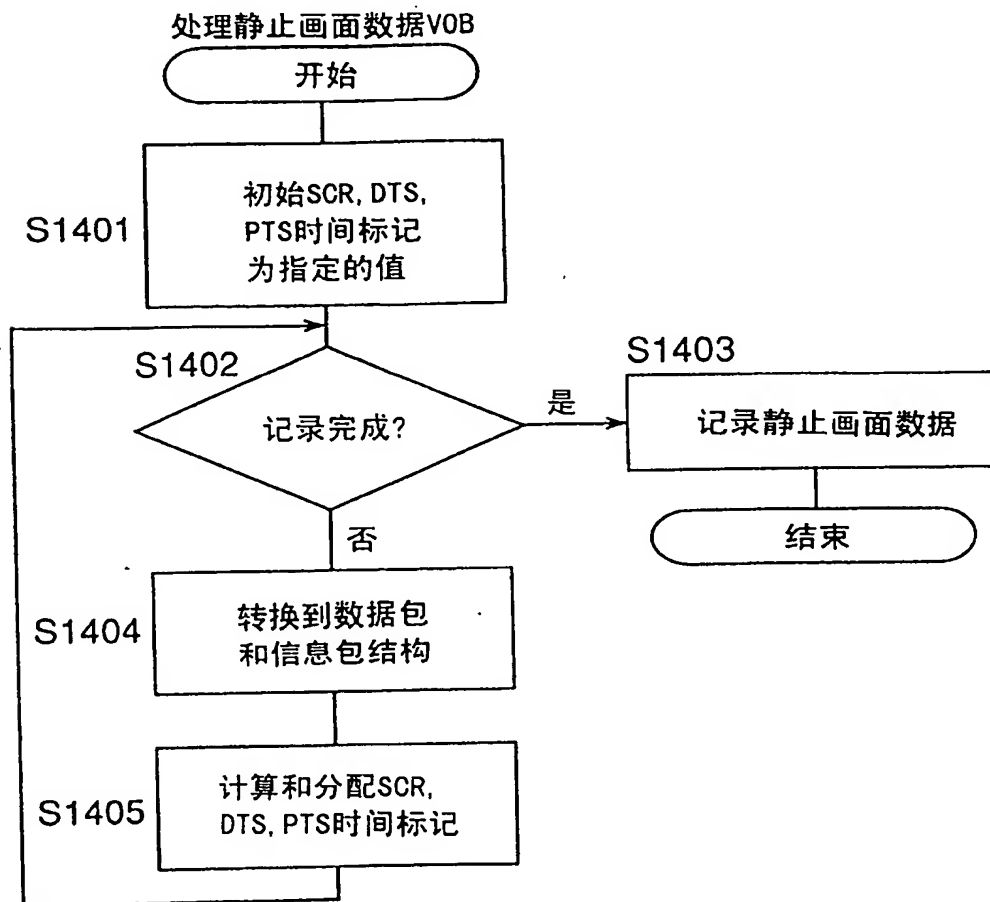 处理静止画面数据VOB
开始
S1401
初始SCR, DTS,
PTS时间标记
为指定的值
S1402
记录完成?
是
S1403
记录静止画面数据
结束
否
S1404
转换到数据包
和信息包结构
S1405
计算和分配SCR,
DTS, PTS时间标记